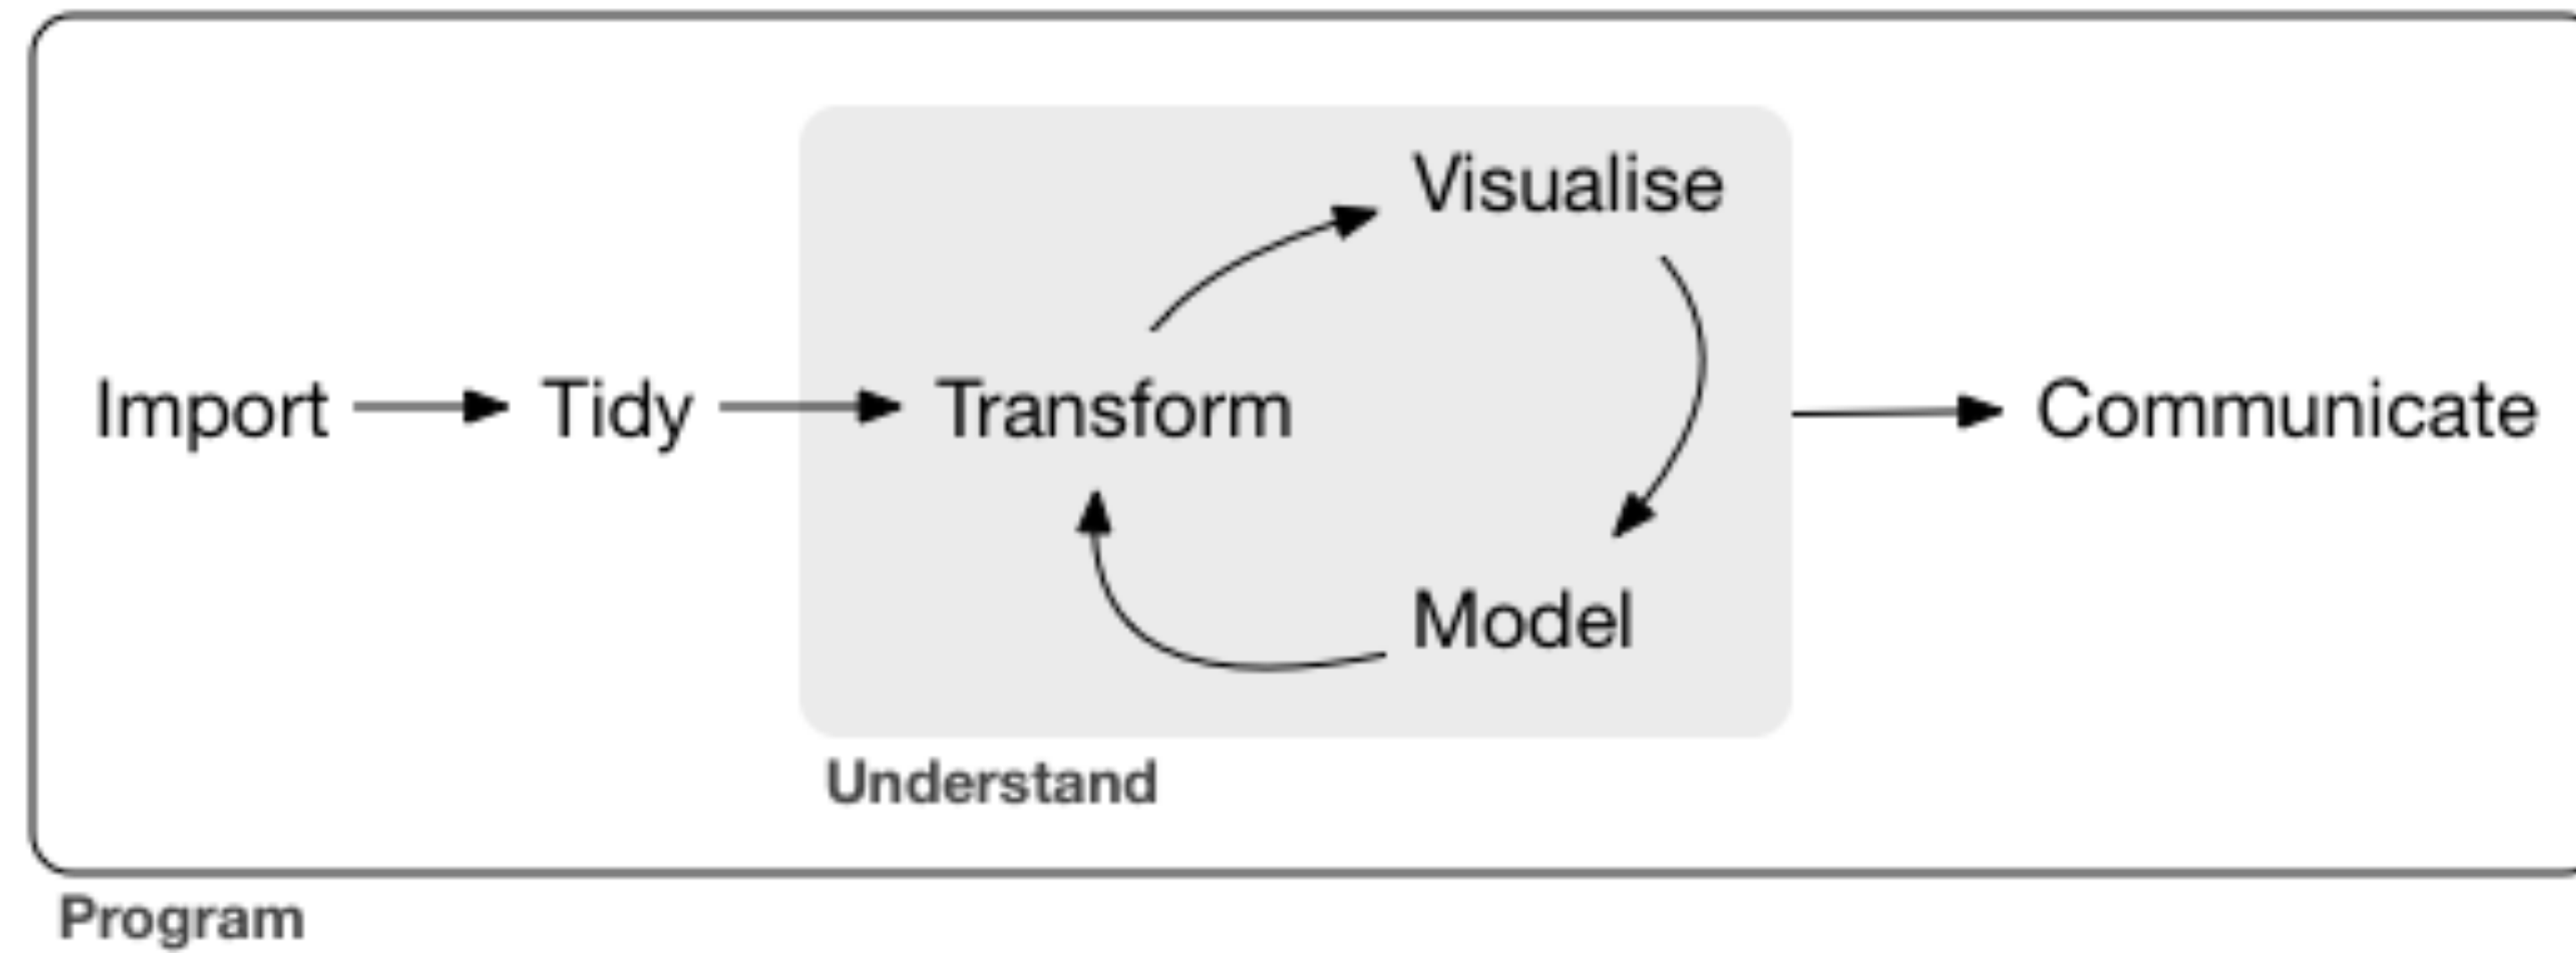 Visualise
Import Tidy Transform Communicate
Model
Understand
Program